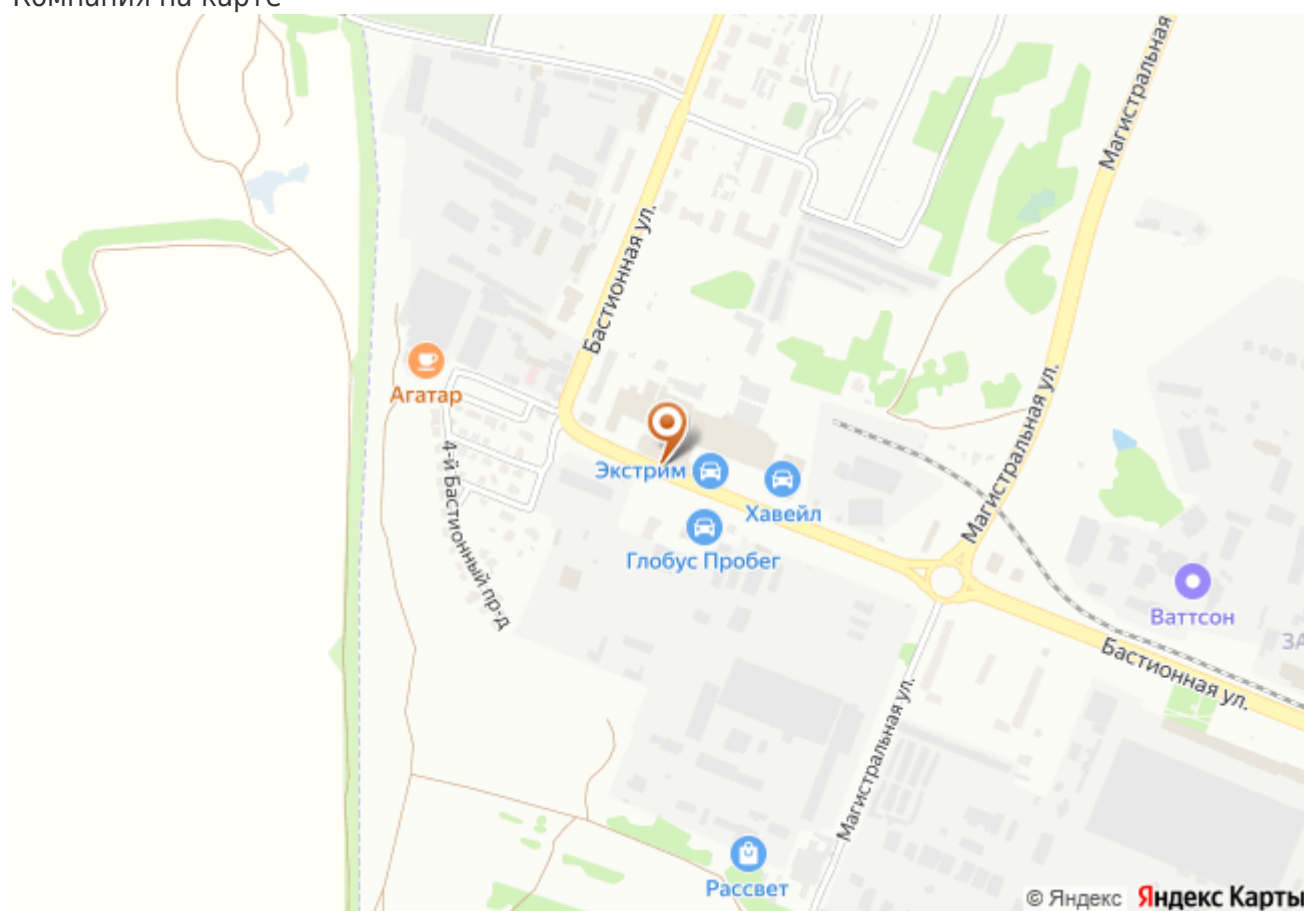 Компания на карте
Магистральная
Бастионная ул.
Агатар
Магистральная ул.
4-й Бастионный пр-д
Экстрим
Хавейл
Глобус Пробег
Ваттсон
ЗА
Бастионная ул.
Магистральная ул.
Рассвет
© Яндекс Яндекс Карты